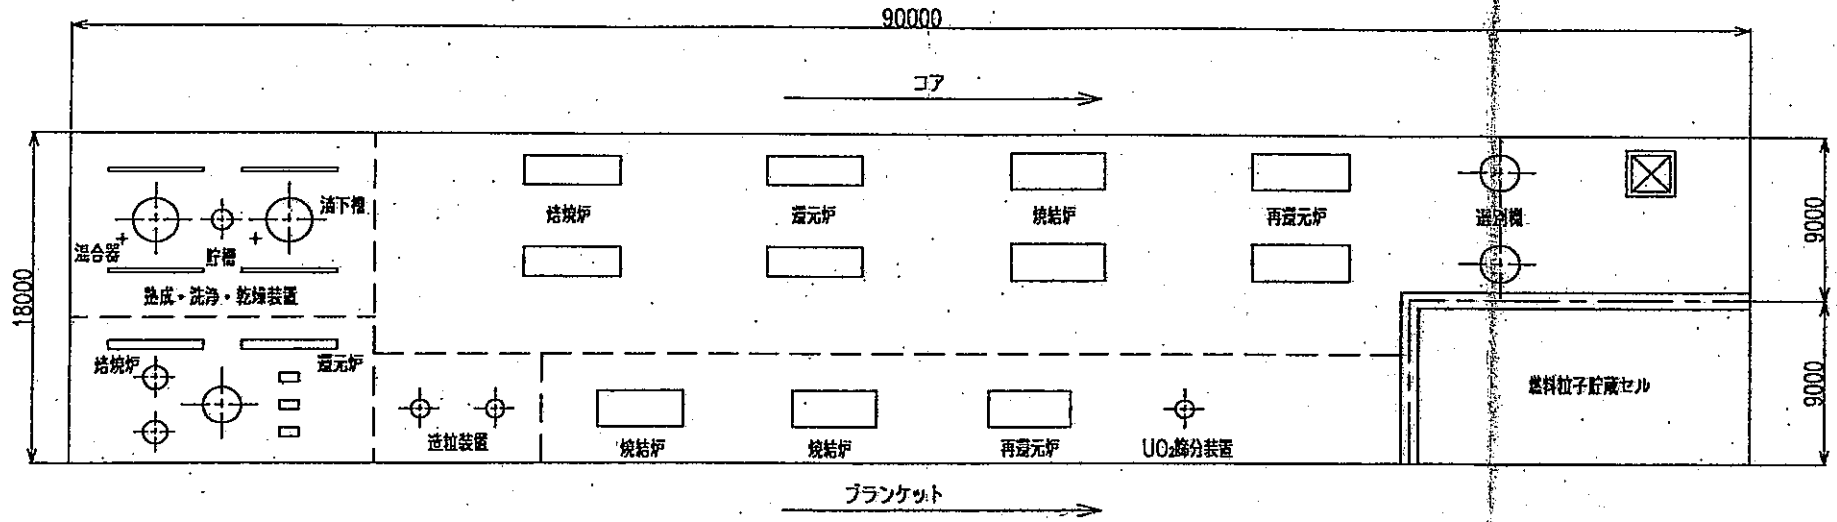 90000
コア
18000
9000
9000
滴下槽
混合器
貯槽
熟成・洗浄・乾燥装置
焙焼炉
還元炉
焼結炉
再還元炉
選別機
焙焼炉
還元炉
造粒装置
焼結炉
焼結炉
再還元炉
UO₂篩分装置
燃料粒子貯蔵セル
ブランケット